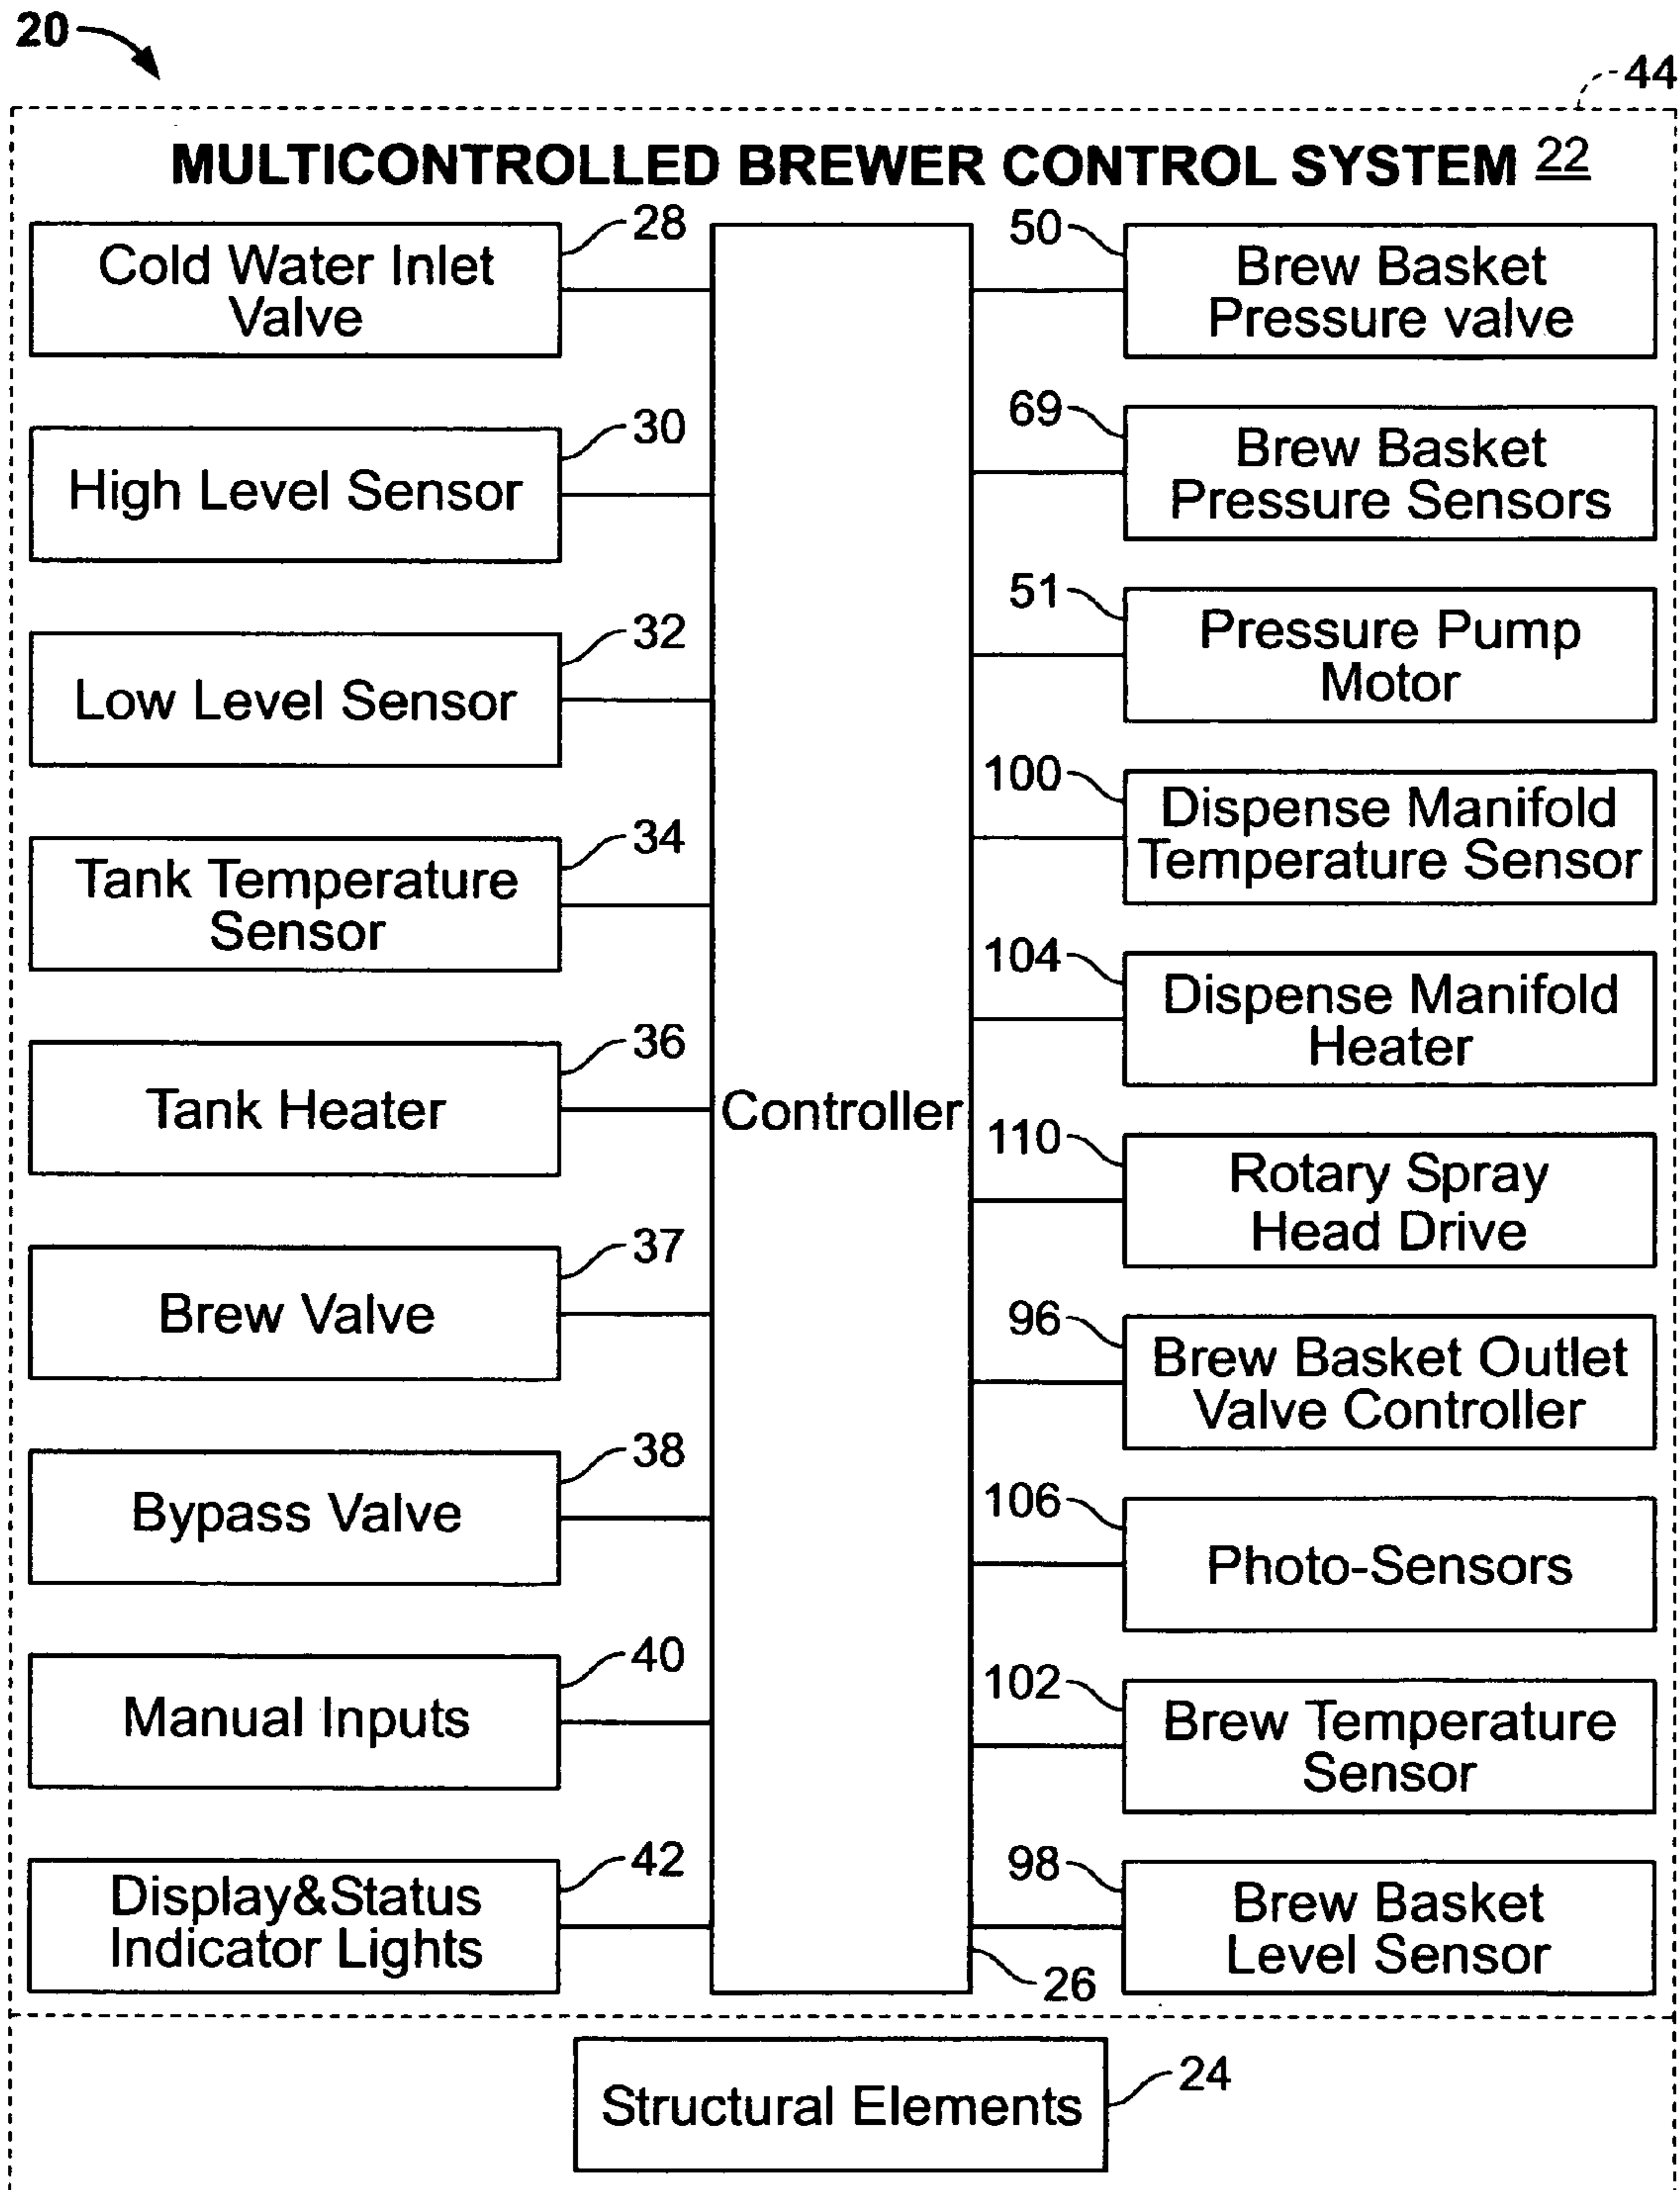 20
44
MULTICONTROLLED BREWER CONTROL SYSTEM 22
Cold Water Inlet
Valve
28
High Level Sensor
30
Low Level Sensor
32
Tank Temperature
Sensor
34
Tank Heater
36
Brew Valve
37
Bypass Valve
38
Manual Inputs
40
Display&Status
Indicator Lights
42
Controller
26
50
Brew Basket
Pressure valve
69
Brew Basket
Pressure Sensors
51
Pressure Pump
Motor
100
Dispense Manifold
Temperature Sensor
104
Dispense Manifold
Heater
110
Rotary Spray
Head Drive
96
Brew Basket Outlet
Valve Controller
106
Photo-Sensors
102
Brew Temperature
Sensor
98
Brew Basket
Level Sensor
Structural Elements
24